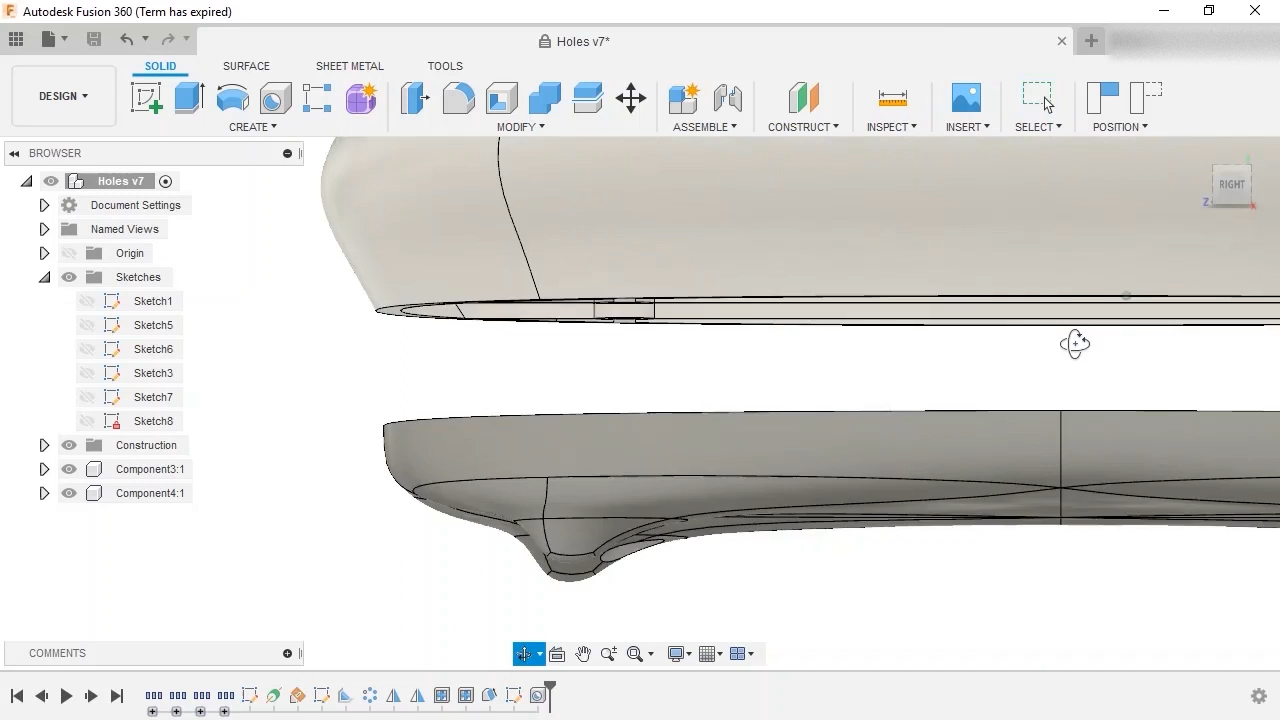 Autodesk Fusion 360 (Term has expired)
Holes v7*
DESIGN
SOLID
SURFACE
SHEET METAL
TOOLS
CREATE
MODIFY
ASSEMBLE
CONSTRUCT
INSPECT
INSERT
SELECT
POSITION
BROWSER
Holes v7
Document Settings
Named Views
Origin
Sketches
Sketch1
Sketch5
Sketch6
Sketch3
Sketch7
Sketch8
Construction
Component3:1
Component4:1
RIGHT
Z
X
COMMENTS